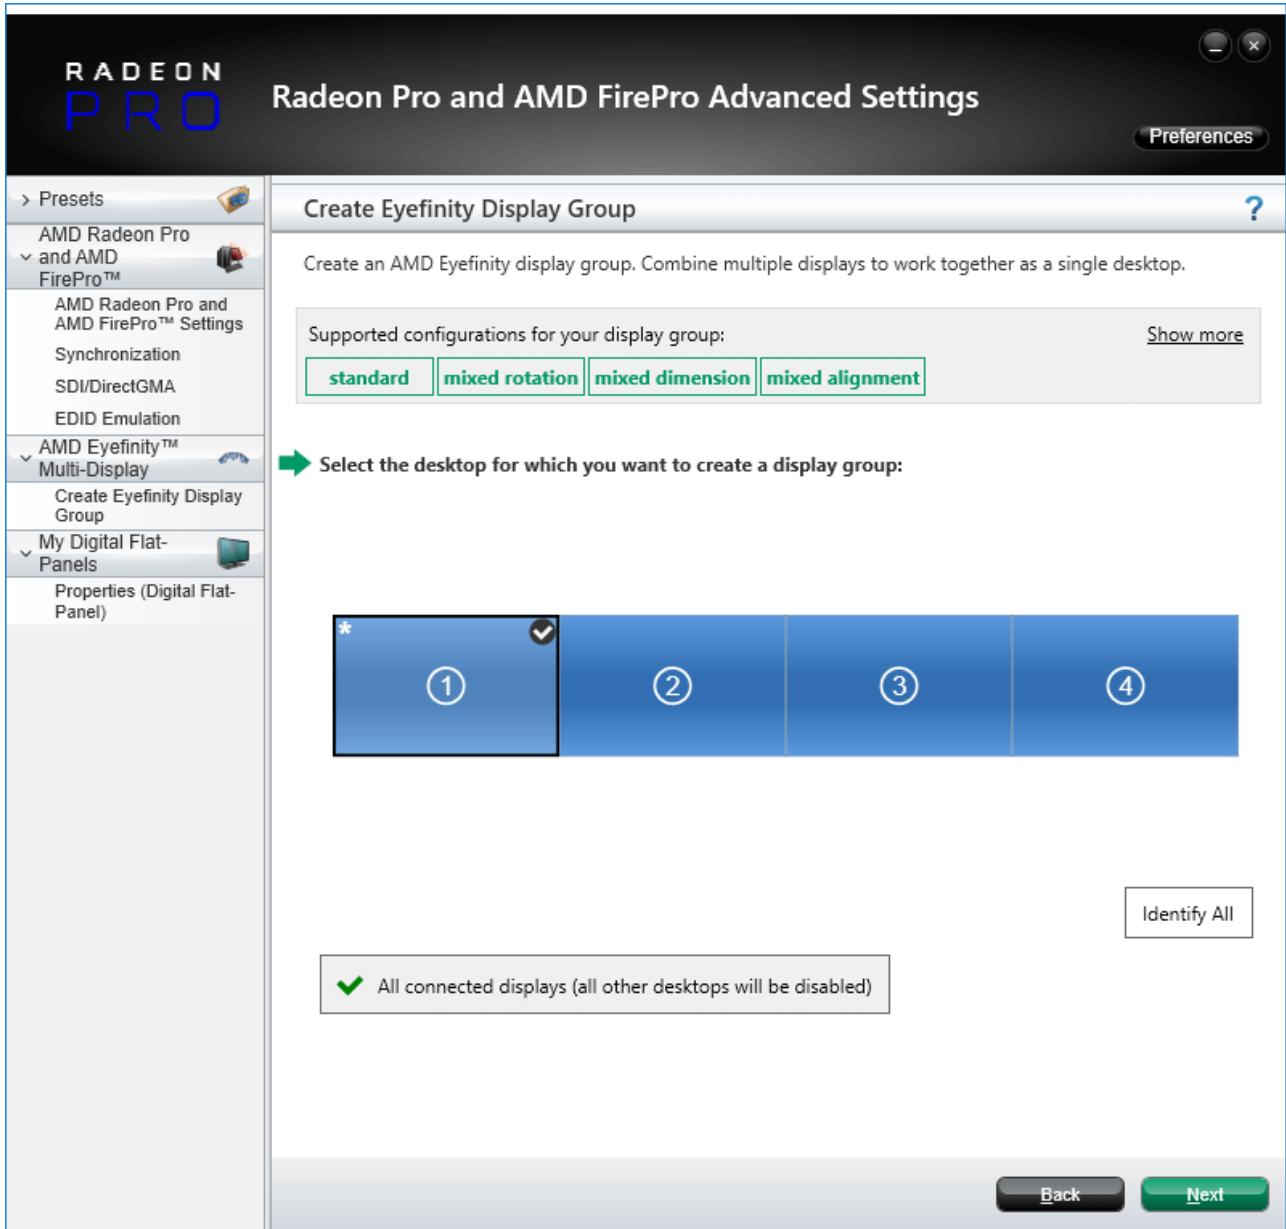 RADEON
PRO
Radeon Pro and AMD FirePro Advanced Settings
Preferences
Presets
AMD Radeon Pro
and AMD
FirePro™
AMD Radeon Pro and
AMD FirePro™ Settings
Synchronization
SDI/DirectGMA
EDID Emulation
AMD Eyefinity™
Multi-Display
Create Eyefinity Display
Group
My Digital Flat-
Panels
Properties (Digital Flat-
Panel)
Create Eyefinity Display Group
?
Create an AMD Eyefinity display group. Combine multiple displays to work together as a single desktop.
Supported configurations for your display group:
Show more
standard mixed rotation mixed dimension mixed alignment
Select the desktop for which you want to create a display group:
*
1 2 3 4
Identify All
All connected displays (all other desktops will be disabled)
Back Next